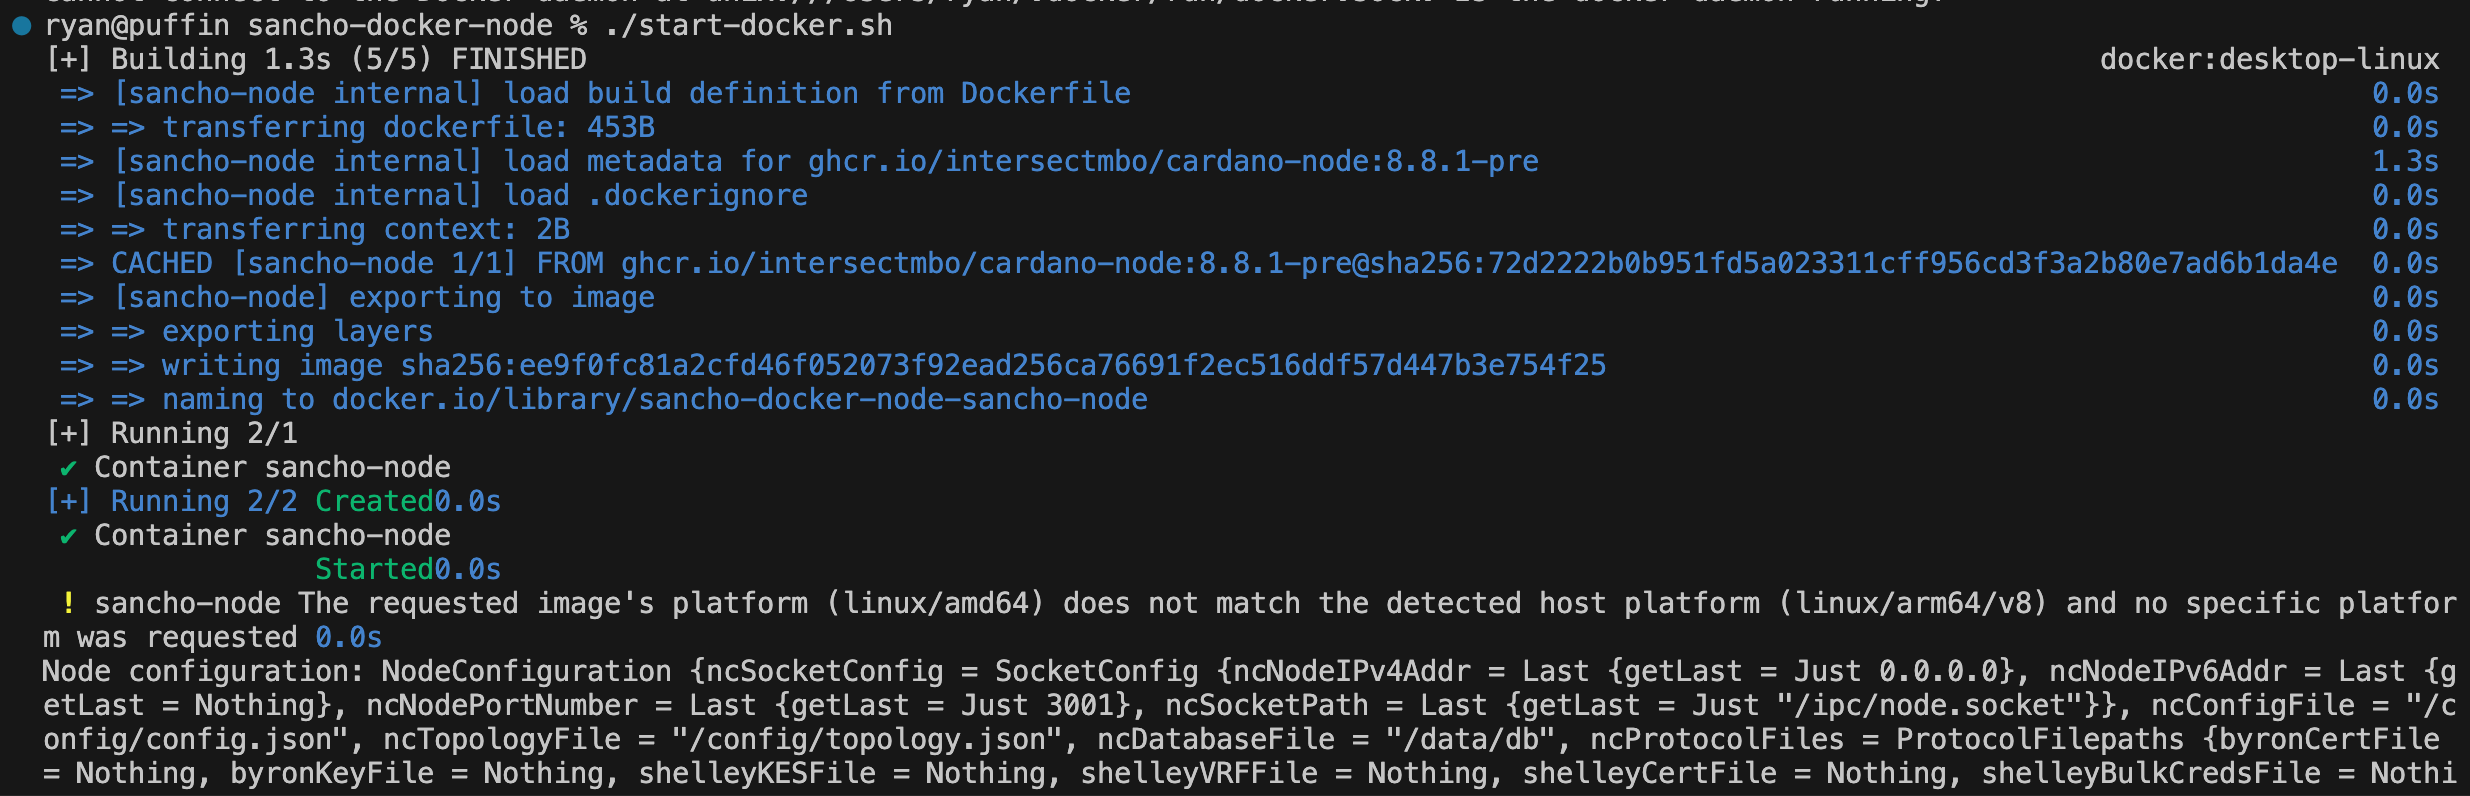 ryan@puffin sancho-docker-node % ./start-docker.sh
[+] Building 1.3s (5/5) FINISHED docker:desktop-linux
=> [sancho-node internal] load build definition from Dockerfile 0.0s
=> => transferring dockerfile: 453B 0.0s
=> [sancho-node internal] load metadata for ghcr.io/intersectmbo/cardano-node:8.8.1-pre 1.3s
=> [sancho-node internal] load .dockerignore 0.0s
=> => transferring context: 2B 0.0s
=> CACHED [sancho-node 1/1] FROM ghcr.io/intersectmbo/cardano-node:8.8.1-pre@sha256:72d2222b0b951fd5a023311cff956cd3f3a2b80e7ad6b1da4e 0.0s
=> [sancho-node] exporting to image 0.0s
=> => exporting layers 0.0s
=> => writing image sha256:ee9f0fc81a2cfd46f052073f92ead256ca76691f2ec516ddf57d447b3e754f25 0.0s
=> => naming to docker.io/library/sancho-docker-node-sancho-node 0.0s
[+] Running 2/1
✔ Container sancho-node
[+] Running 2/2 Created0.0s
✔ Container sancho-node
Started0.0s
! sancho-node The requested image's platform (linux/amd64) does not match the detected host platform (linux/arm64/v8) and no specific platfor
m was requested 0.0s
Node configuration: NodeConfiguration {ncSocketConfig = SocketConfig {ncNodeIPv4Addr = Last {getLast = Just 0.0.0.0}, ncNodeIPv6Addr = Last {g
etLast = Nothing}, ncNodePortNumber = Last {getLast = Just 3001}, ncSocketPath = Last {getLast = Just "/ipc/node.socket"}}, ncConfigFile = "/c
onfig/config.json", ncTopologyFile = "/config/topology.json", ncDatabaseFile = "/data/db", ncProtocolFiles = ProtocolFilepaths {byronCertFile
= Nothing, byronKeyFile = Nothing, shelleyKESFile = Nothing, shelleyVRFFile = Nothing, shelleyCertFile = Nothing, shelleyBulkCredsFile = Nothi